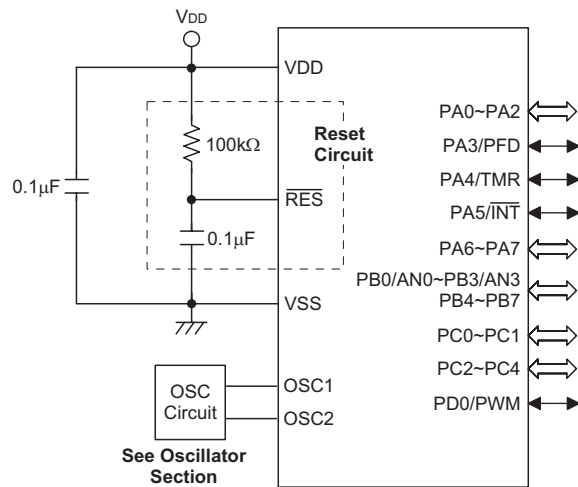 VDD
VDD
Reset
Circuit
100kΩ
0.1μF
R̅E̅S̅
0.1μF
VSS
OSC
Circuit
OSC1
OSC2
See Oscillator
Section
PA0~PA2
PA3/PFD
PA4/TMR
PA5/I̅N̅T̅
PA6~PA7
PB0/AN0~PB3/AN3
PB4~PB7
PC0~PC1
PC2~PC4
PD0/PWM